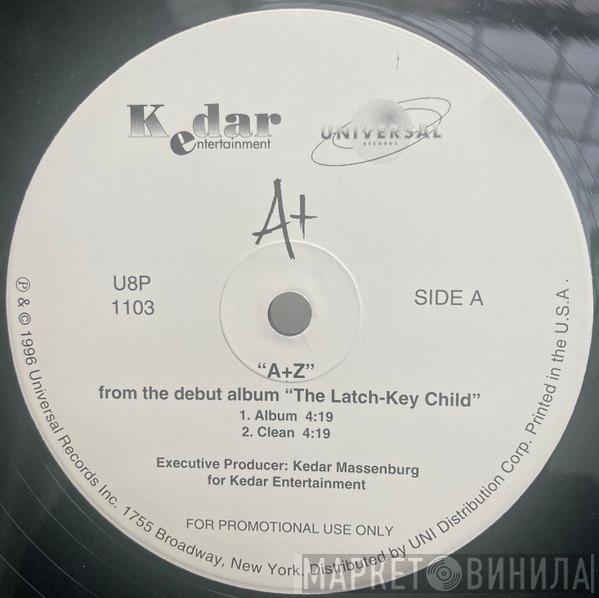 Kedar
entertainment
UNIVERSAL
RECORDS
A+
U8P
1103
SIDE A
"A+Z"
from the debut album "The Latch-Key Child"
1. Album 4:19
2. Clean 4:19
Executive Producer: Kedar Massenburg
for Kedar Entertainment
FOR PROMOTIONAL USE ONLY
℗ & © 1996 Universal Records Inc. 1755 Broadway, New York. Distributed by UNI Distribution Corp. Printed in the U.S.A.
МАРКЕТ ВИНИЛА